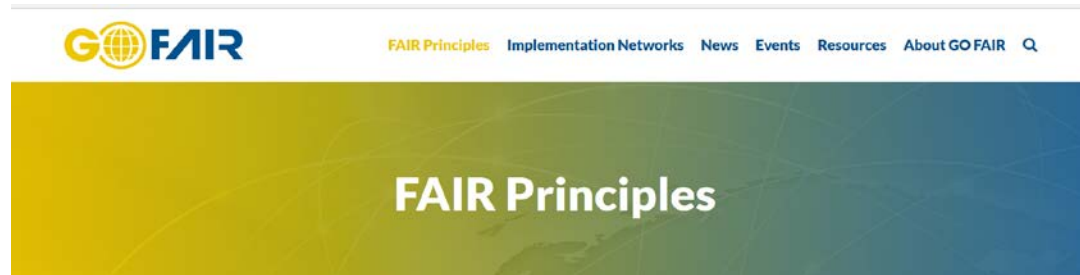 GO FAIR
FAIR Principles Implementation Networks News Events Resources About GO FAIR
FAIR Principles